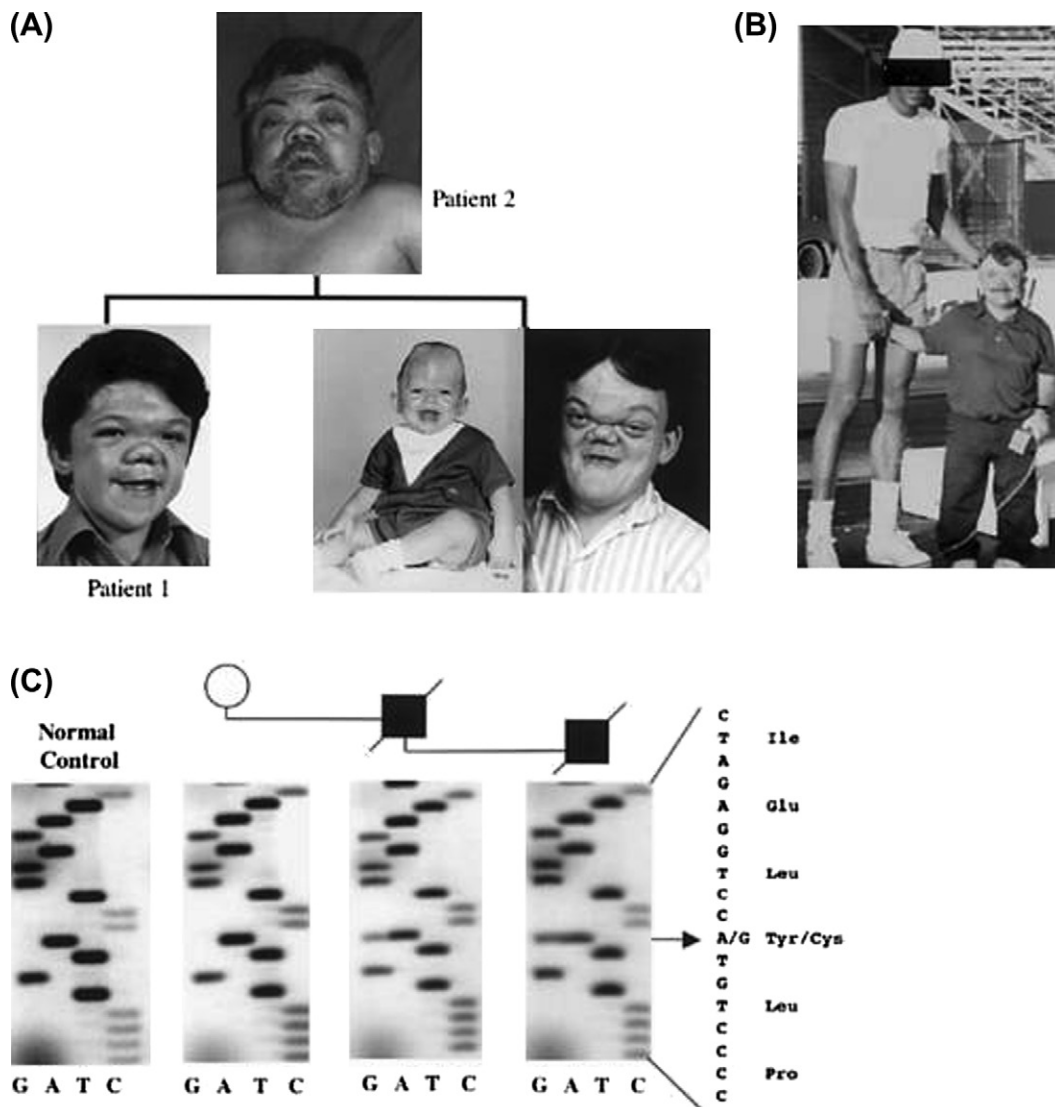 (A)
(B)
Patient 2
Patient 1
(C)
Normal
Control
C
T Ile
A
G
A Glu
G
G
T Leu
C
C
A/G Tyr/Cys
T
G
T Leu
C
C
C Pro
C
G A T C
G A T C
G A T C
G A T C